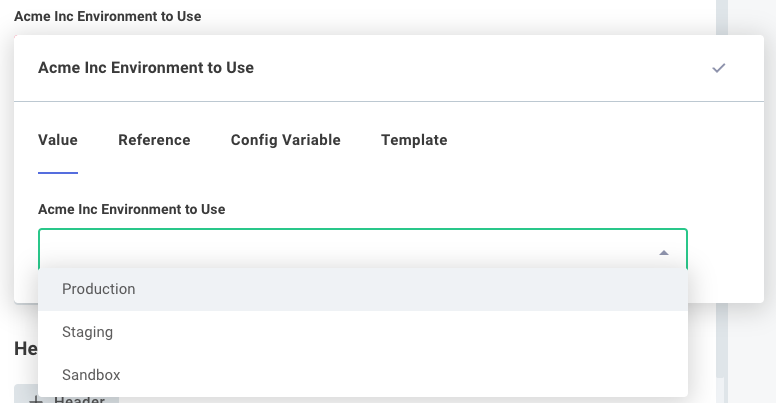 Acme Inc Environment to Use
Acme Inc Environment to Use
Value Reference Config Variable Template
Acme Inc Environment to Use
Production
Staging
He
Sandbox
+ Header